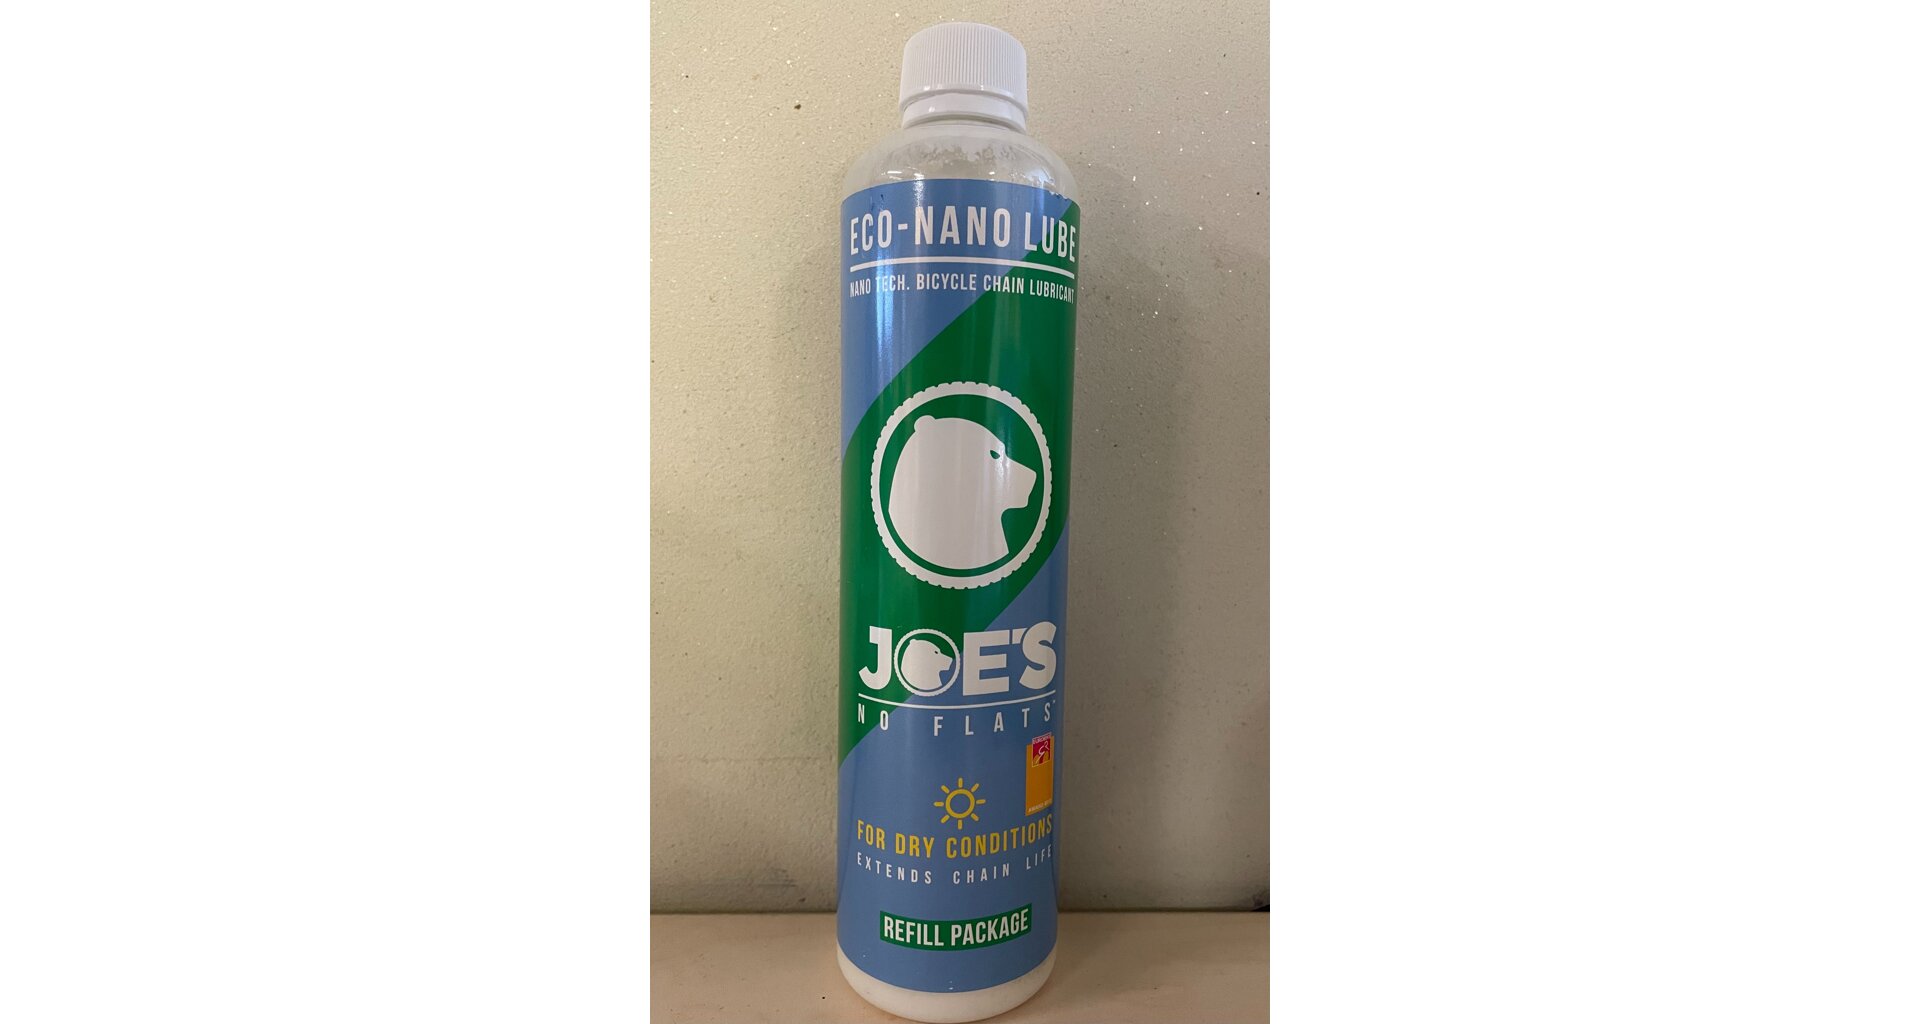 ECO-NANO LUBE
NANO TECH. BICYCLE CHAIN LUBRICANT
JOE'S
NO FLATS
FOR DRY CONDITIONS
EXTENDS CHAIN LIFE
REFILL PACKAGE